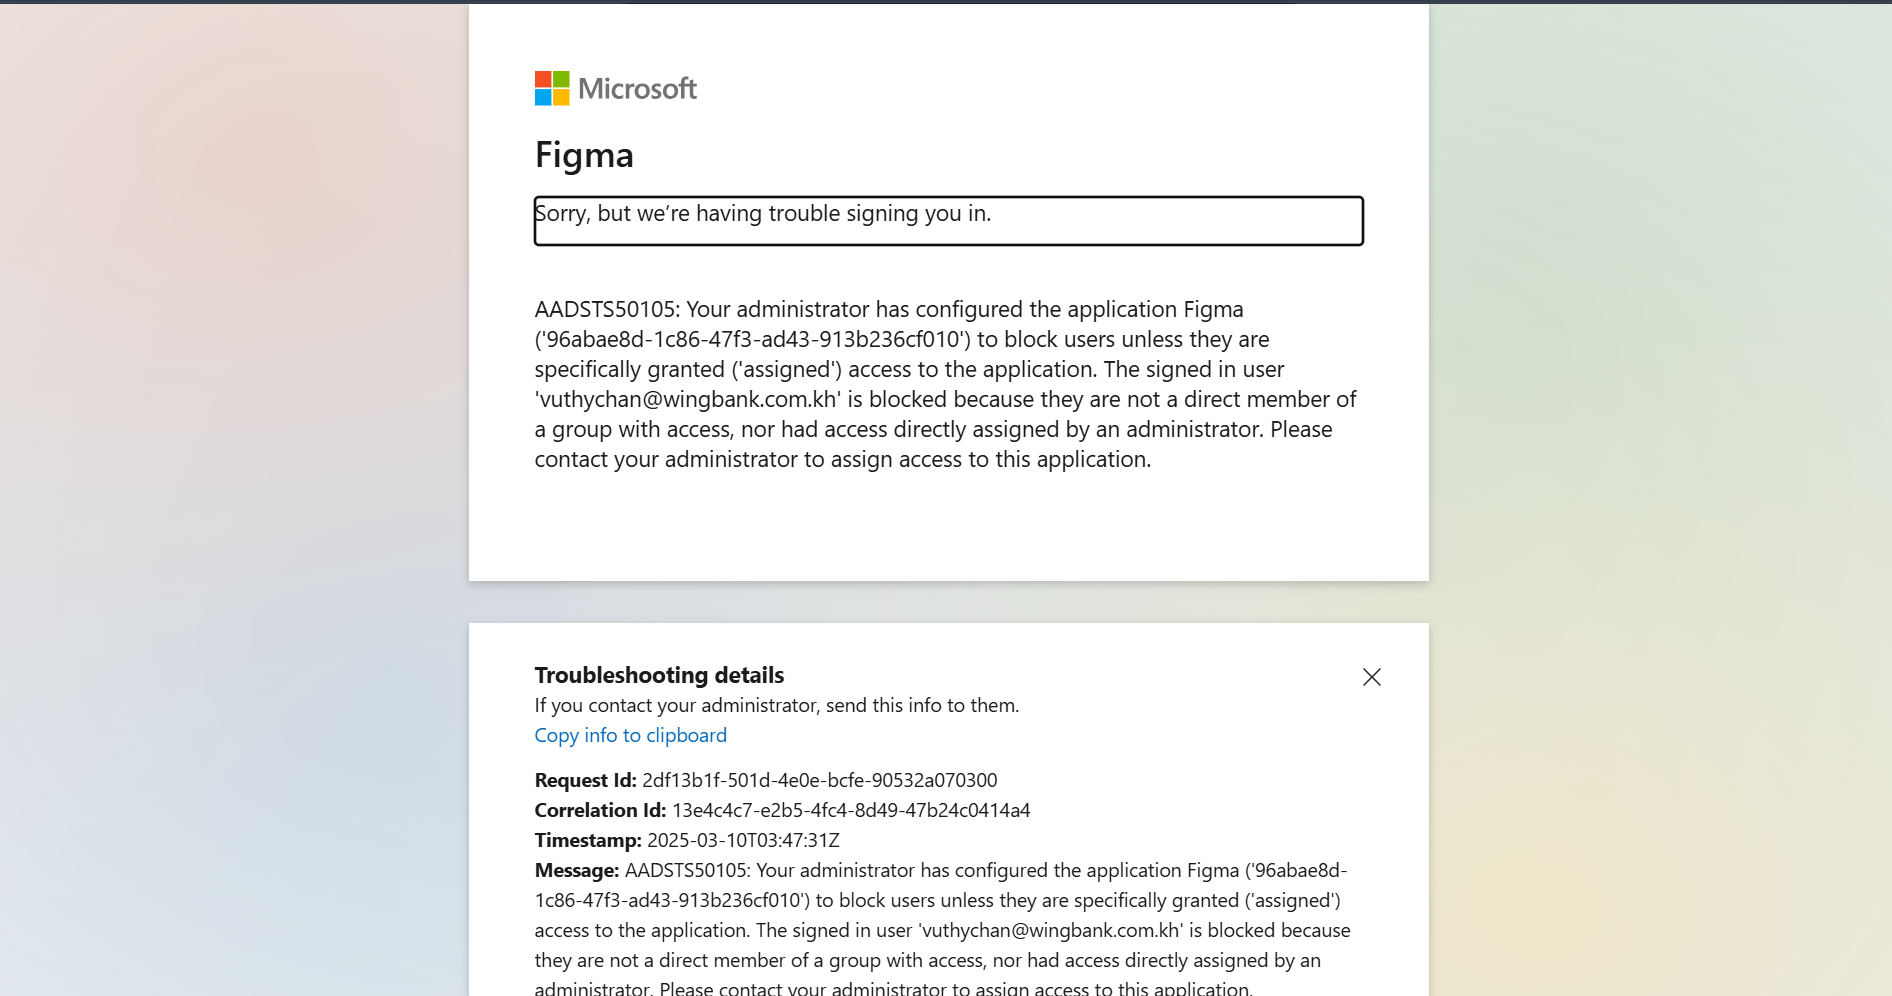 Microsoft
Figma
Sorry, but we’re having trouble signing you in.
AADSTS50105: Your administrator has configured the application Figma
('96abae8d-1c86-47f3-ad43-913b236cf010') to block users unless they are
specifically granted ('assigned') access to the application. The signed in user
'vuthychan@wingbank.com.kh' is blocked because they are not a direct member of
a group with access, nor had access directly assigned by an administrator. Please
contact your administrator to assign access to this application.
Troubleshooting details
If you contact your administrator, send this info to them.
Copy info to clipboard
Request Id: 2df13b1f-501d-4e0e-bcfe-90532a070300
Correlation Id: 13e4c4c7-e2b5-4fc4-8d49-47b24c0414a4
Timestamp: 2025-03-10T03:47:31Z
Message: AADSTS50105: Your administrator has configured the application Figma ('96abae8d-
1c86-47f3-ad43-913b236cf010') to block users unless they are specifically granted ('assigned')
access to the application. The signed in user 'vuthychan@wingbank.com.kh' is blocked because
they are not a direct member of a group with access, nor had access directly assigned by an
administrator. Please contact your administrator to assign access to this application.